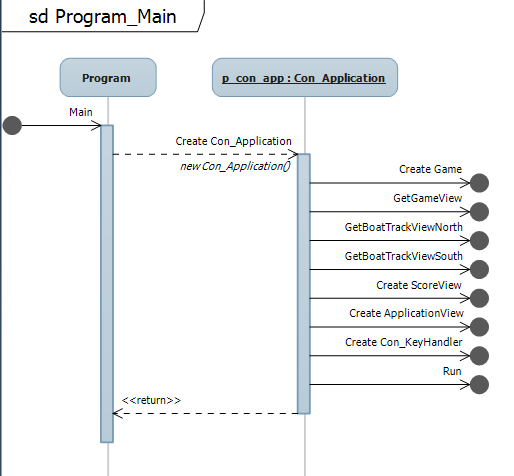 sd Program_Main
Program
p_con_app : Con_Application
Main
Create Con_Application
new Con_Application()
Create Game
GetGameView
GetBoatTrackViewNorth
GetBoatTrackViewSouth
Create ScoreView
Create ApplicationView
Create Con_KeyHandler
Run
<<return>>